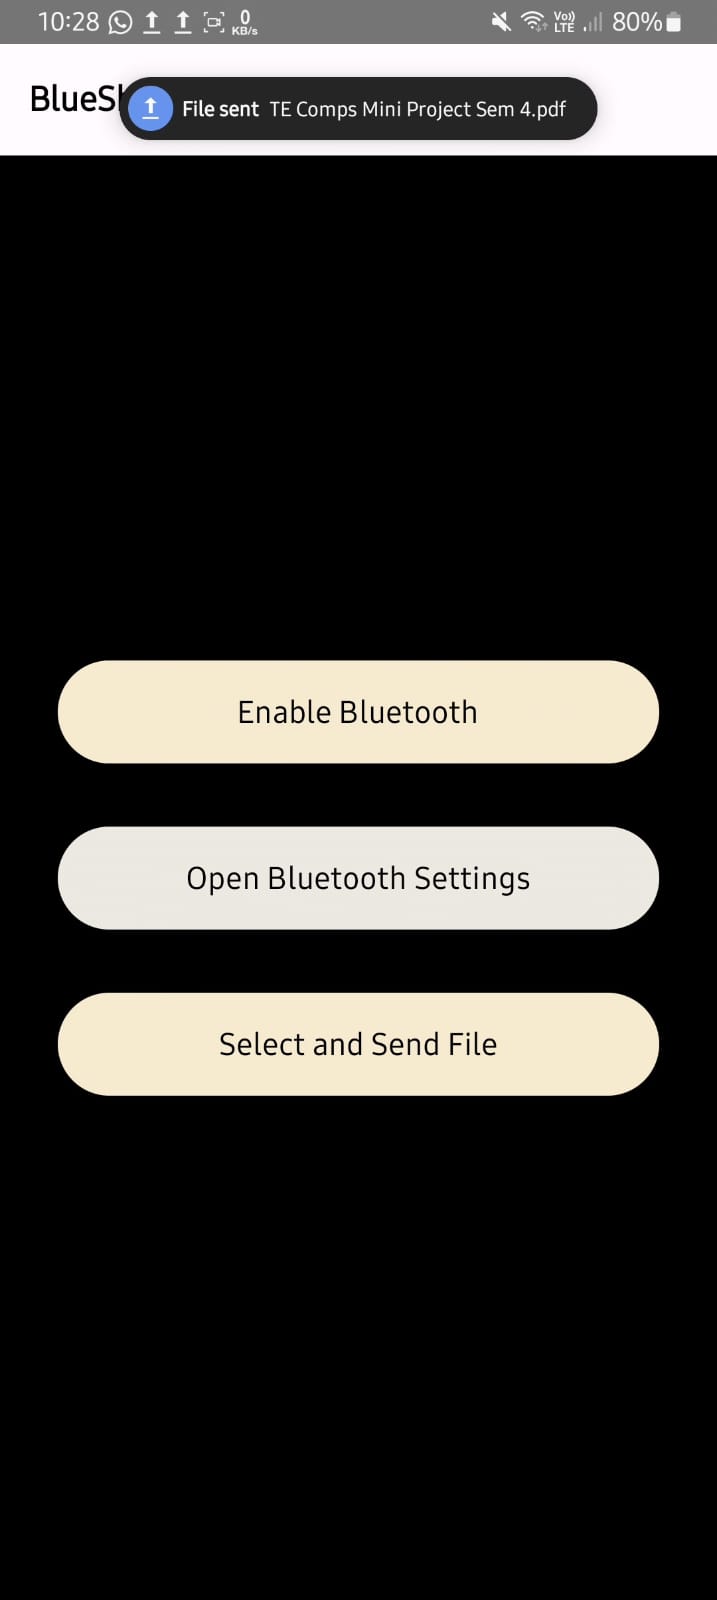 10:28 0 KB/s Vo)) LTE 80%
BlueS
File sent TE Comps Mini Project Sem 4.pdf
Enable Bluetooth
Open Bluetooth Settings
Select and Send File